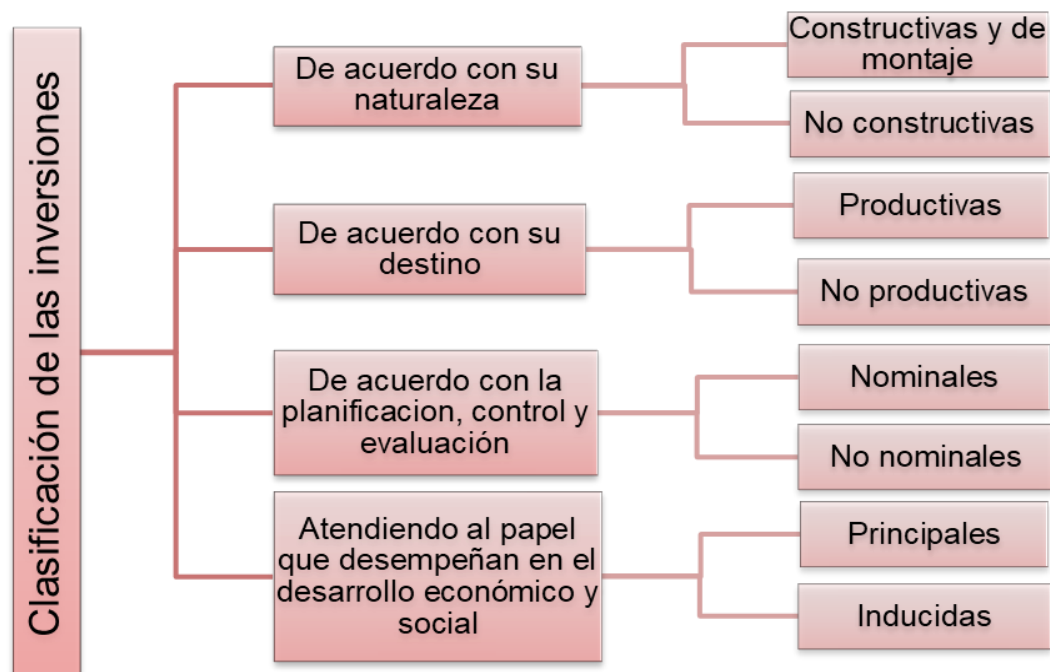 Clasificación de las inversiones
De acuerdo con su
naturaleza
Constructivas y de
montaje
No constructivas
De acuerdo con su
destino
Productivas
No productivas
De acuerdo con la
planificacion, control y
evaluación
Nominales
No nominales
Atendiendo al papel
que desempeñan en el
desarrollo económico y
social
Principales
Inducidas